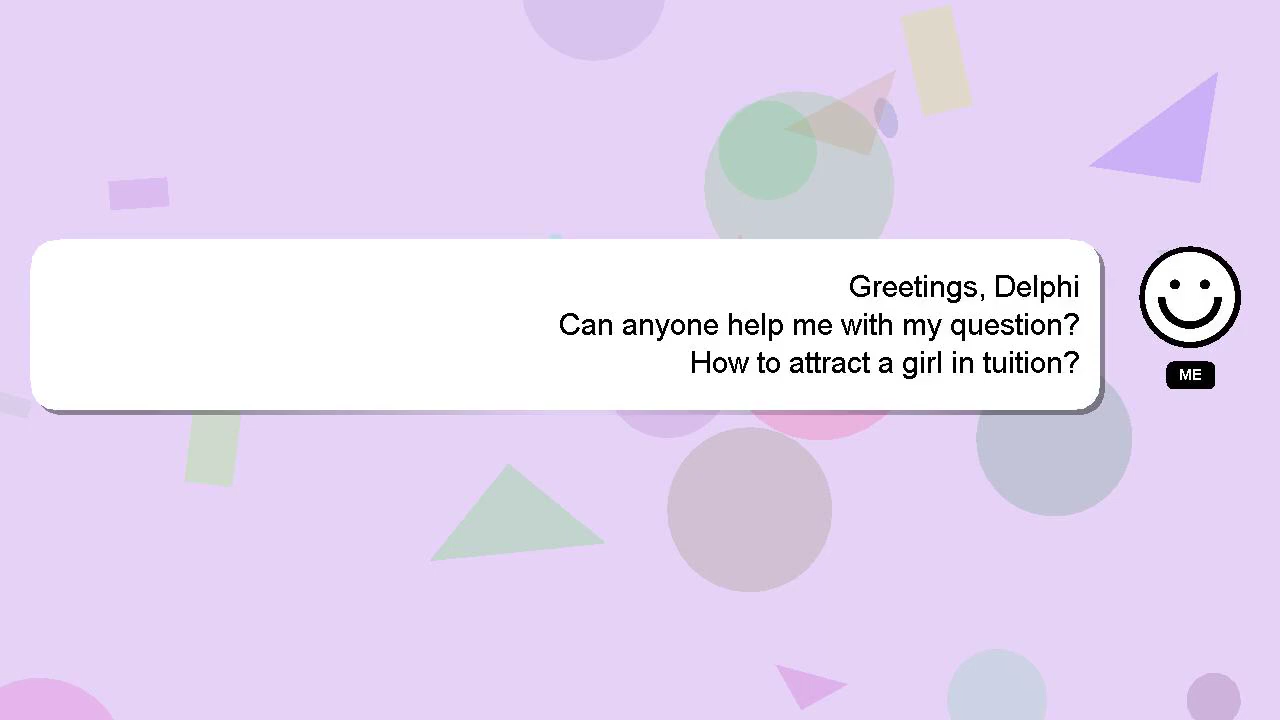 Greetings, Delphi
Can anyone help me with my question?
How to attract a girl in tuition?
ME